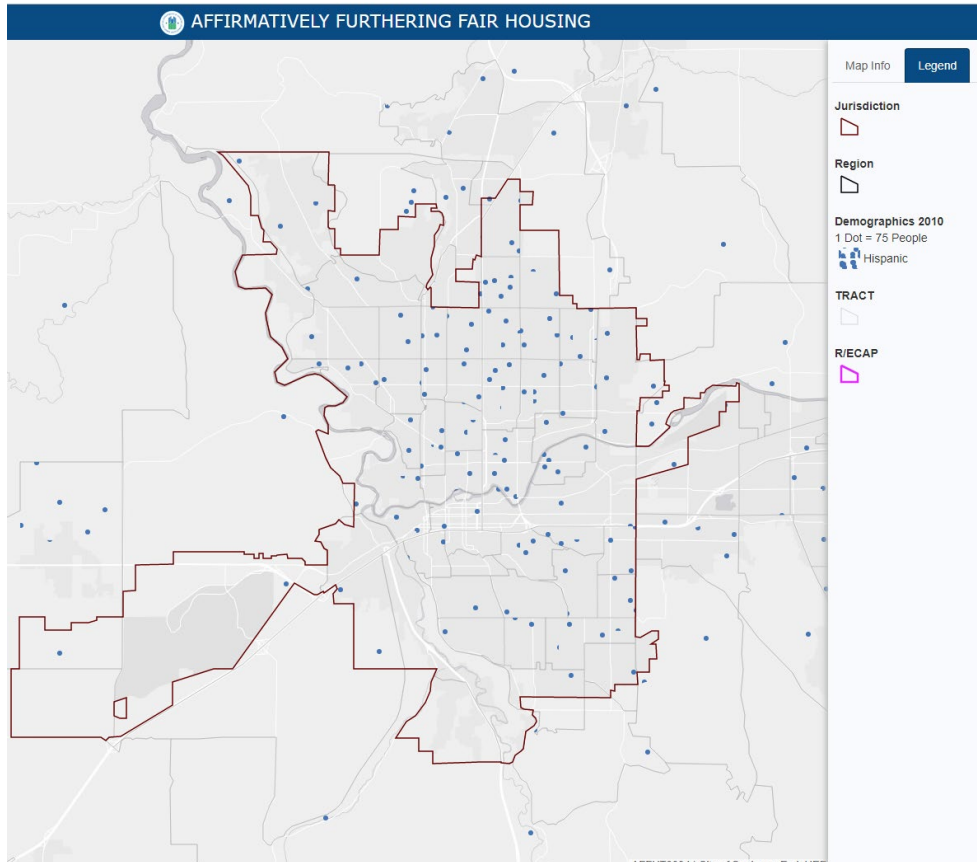 AFFIRMATIVELY FURTHERING FAIR HOUSING
Map Info
Legend
Jurisdiction
Region
Demographics 2010
1 Dot = 75 People
Hispanic
TRACT
R/ECAP